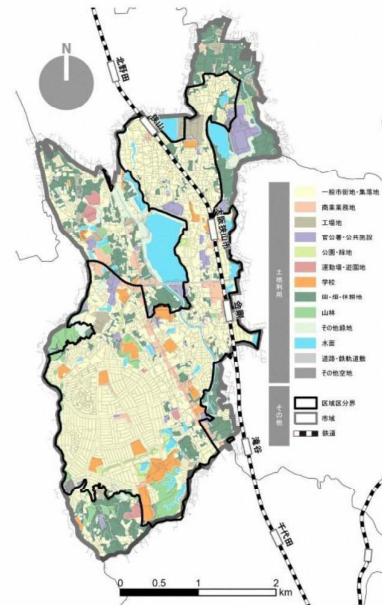 N
北野田
狭山
大阪狭山市
金剛
滝谷
千代田
土地利用
一般市街地・集落地
商業業務地
工場地
官公署・公共施設
公園・緑地
運動場・遊園地
学校
田・畑・休耕地
山林
その他緑地
水面
道路・鉄軌道敷
その他空地
その他
区域区分界
市域
鉄道
0 0.5 1 2
km